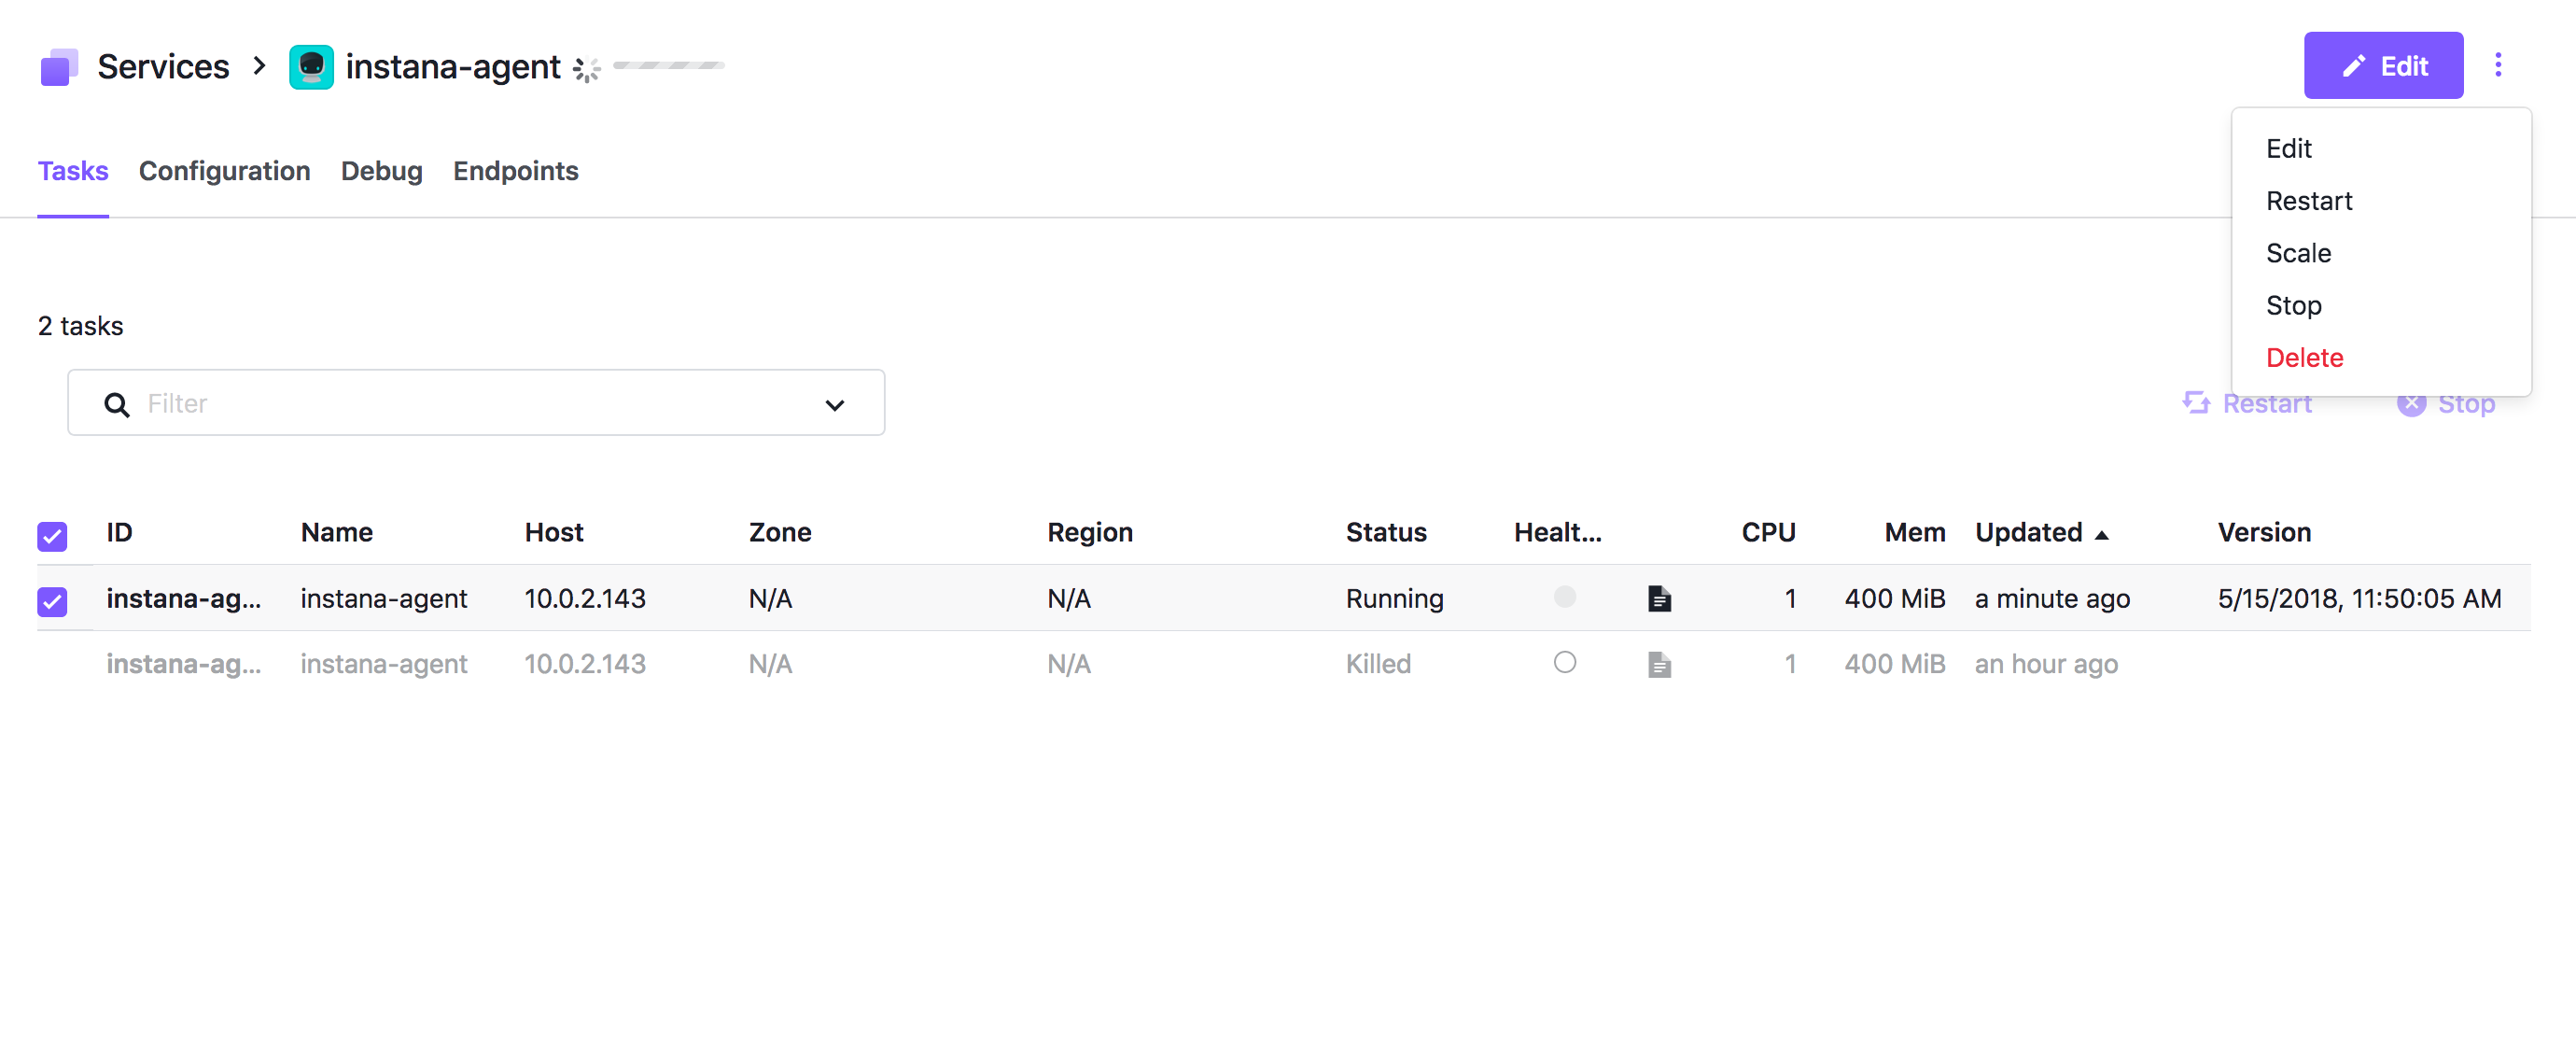 Services > instana-agent
Edit
Edit
Restart
Scale
Stop
Delete
Tasks Configuration Debug Endpoints
2 tasks
Filter
Restart Stop
ID Name Host Zone Region Status Healt... CPU Mem Updated Version
instana-ag... instana-agent 10.0.2.143 N/A N/A Running 1 400 MiB a minute ago 5/15/2018, 11:50:05 AM
instana-ag... instana-agent 10.0.2.143 N/A N/A Killed 1 400 MiB an hour ago